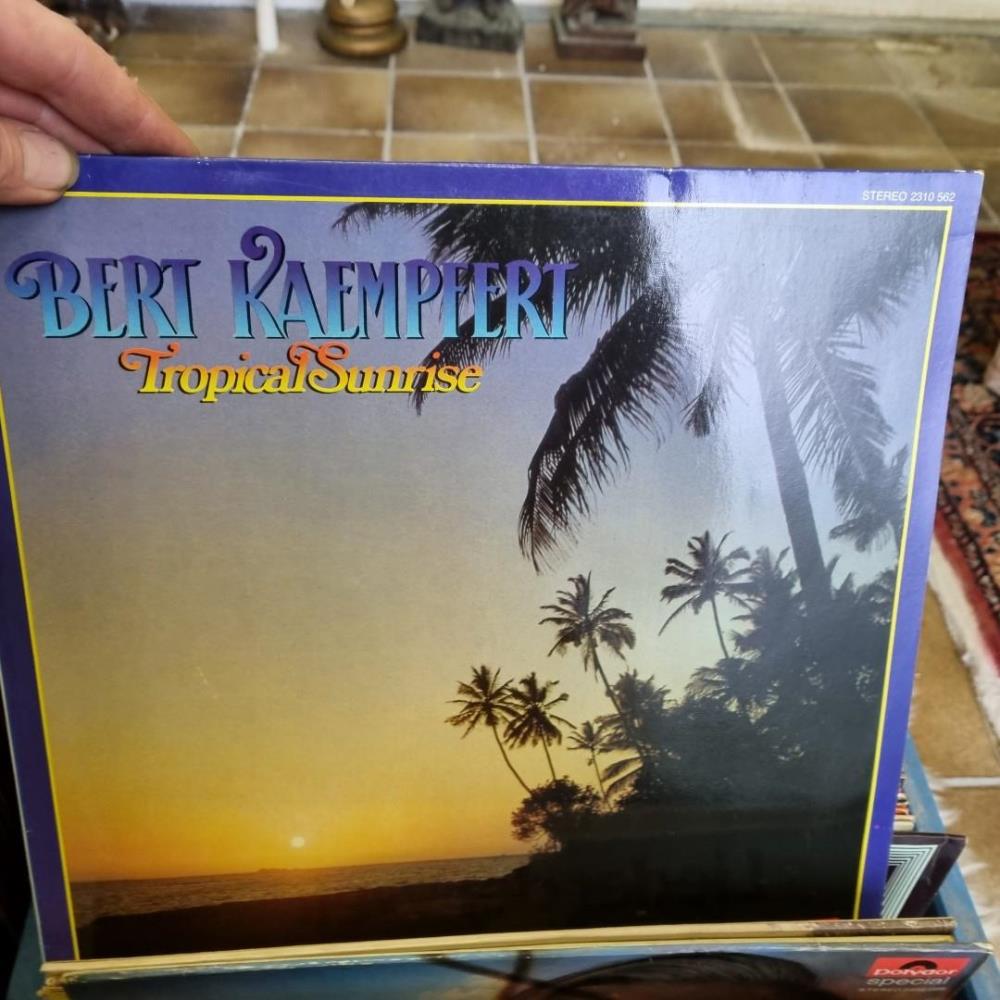 STEREO 2310 562
BERT KAEMPFERT
Tropical Sunrise
Polydor
special